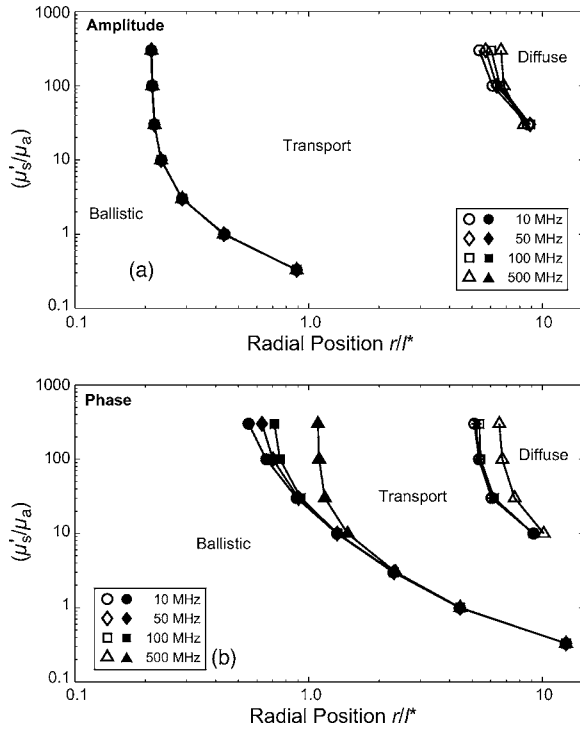 Amplitude
1000
100
10
1
0.1
(μ's/μa)
Diffuse
Transport
Ballistic
(a)
10 MHz
50 MHz
100 MHz
500 MHz
0.1
1.0
10
Radial Position r/l*
Phase
1000
100
10
1
0.1
(μ's/μa)
Diffuse
Transport
Ballistic
10 MHz
50 MHz
100 MHz
500 MHz
(b)
0.1
1.0
10
Radial Position r/l*